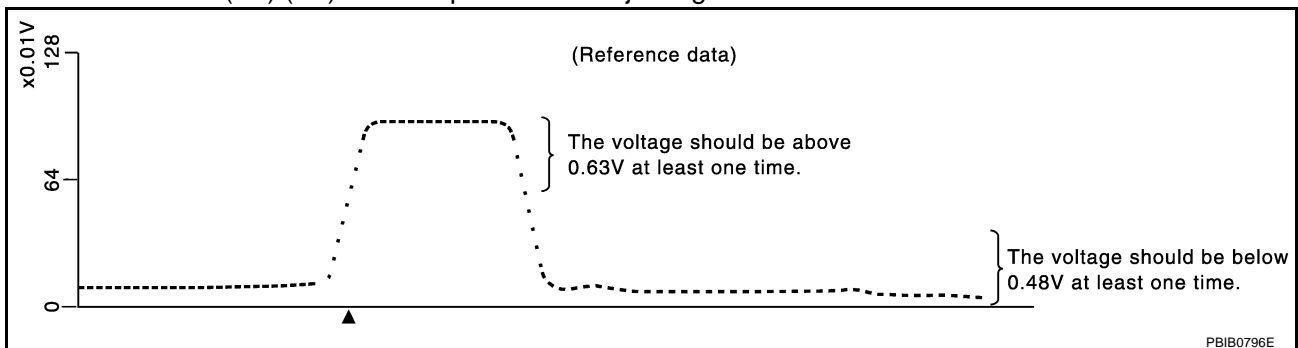 x0.01V
128
64
0
(Reference data)
The voltage should be above
0.63V at least one time.
The voltage should be below
0.48V at least one time.
PBIB0796E